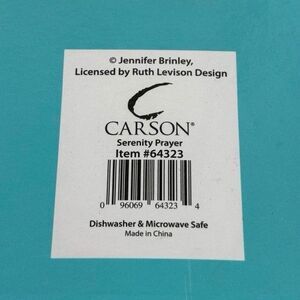 © Jennifer Brinley,
Licensed by Ruth Levison Design
CARSON®
Serenity Prayer
Item #64323
0 96069 64323 4
Dishwasher & Microwave Safe
Made in China